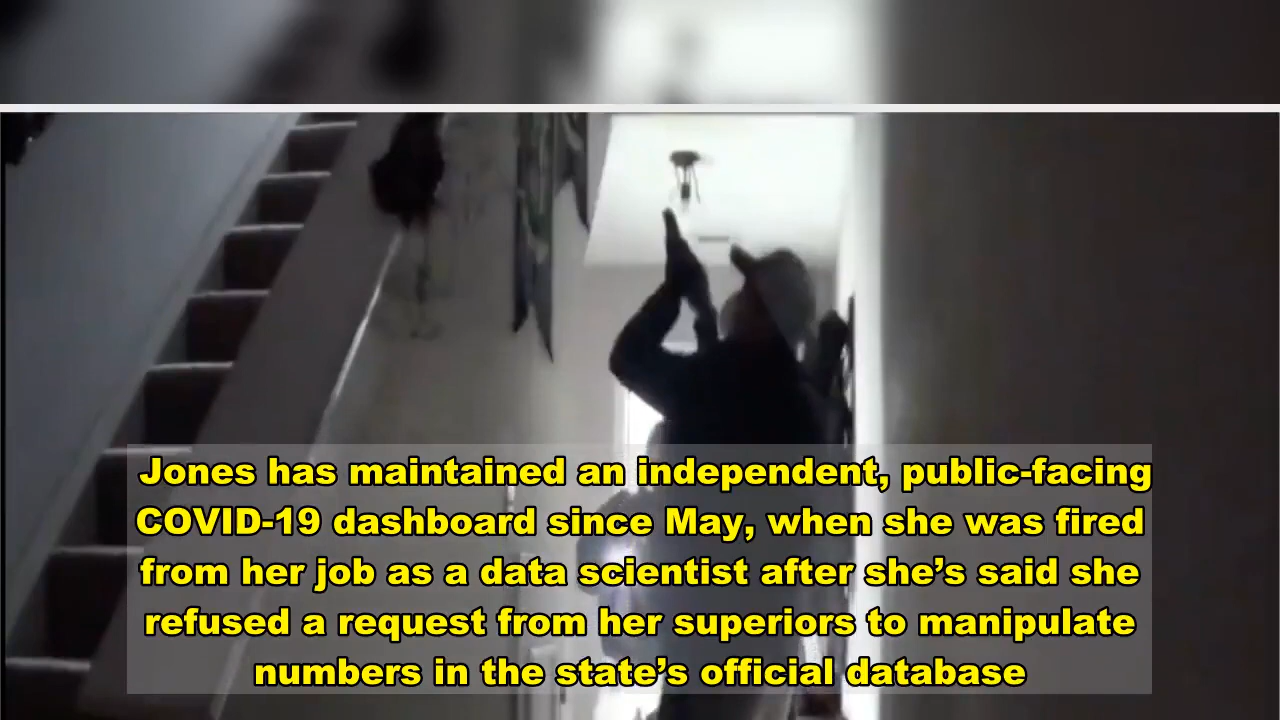 Jones has maintained an independent, public-facing
COVID-19 dashboard since May, when she was fired
from her job as a data scientist after she’s said she
refused a request from her superiors to manipulate
numbers in the state’s official database